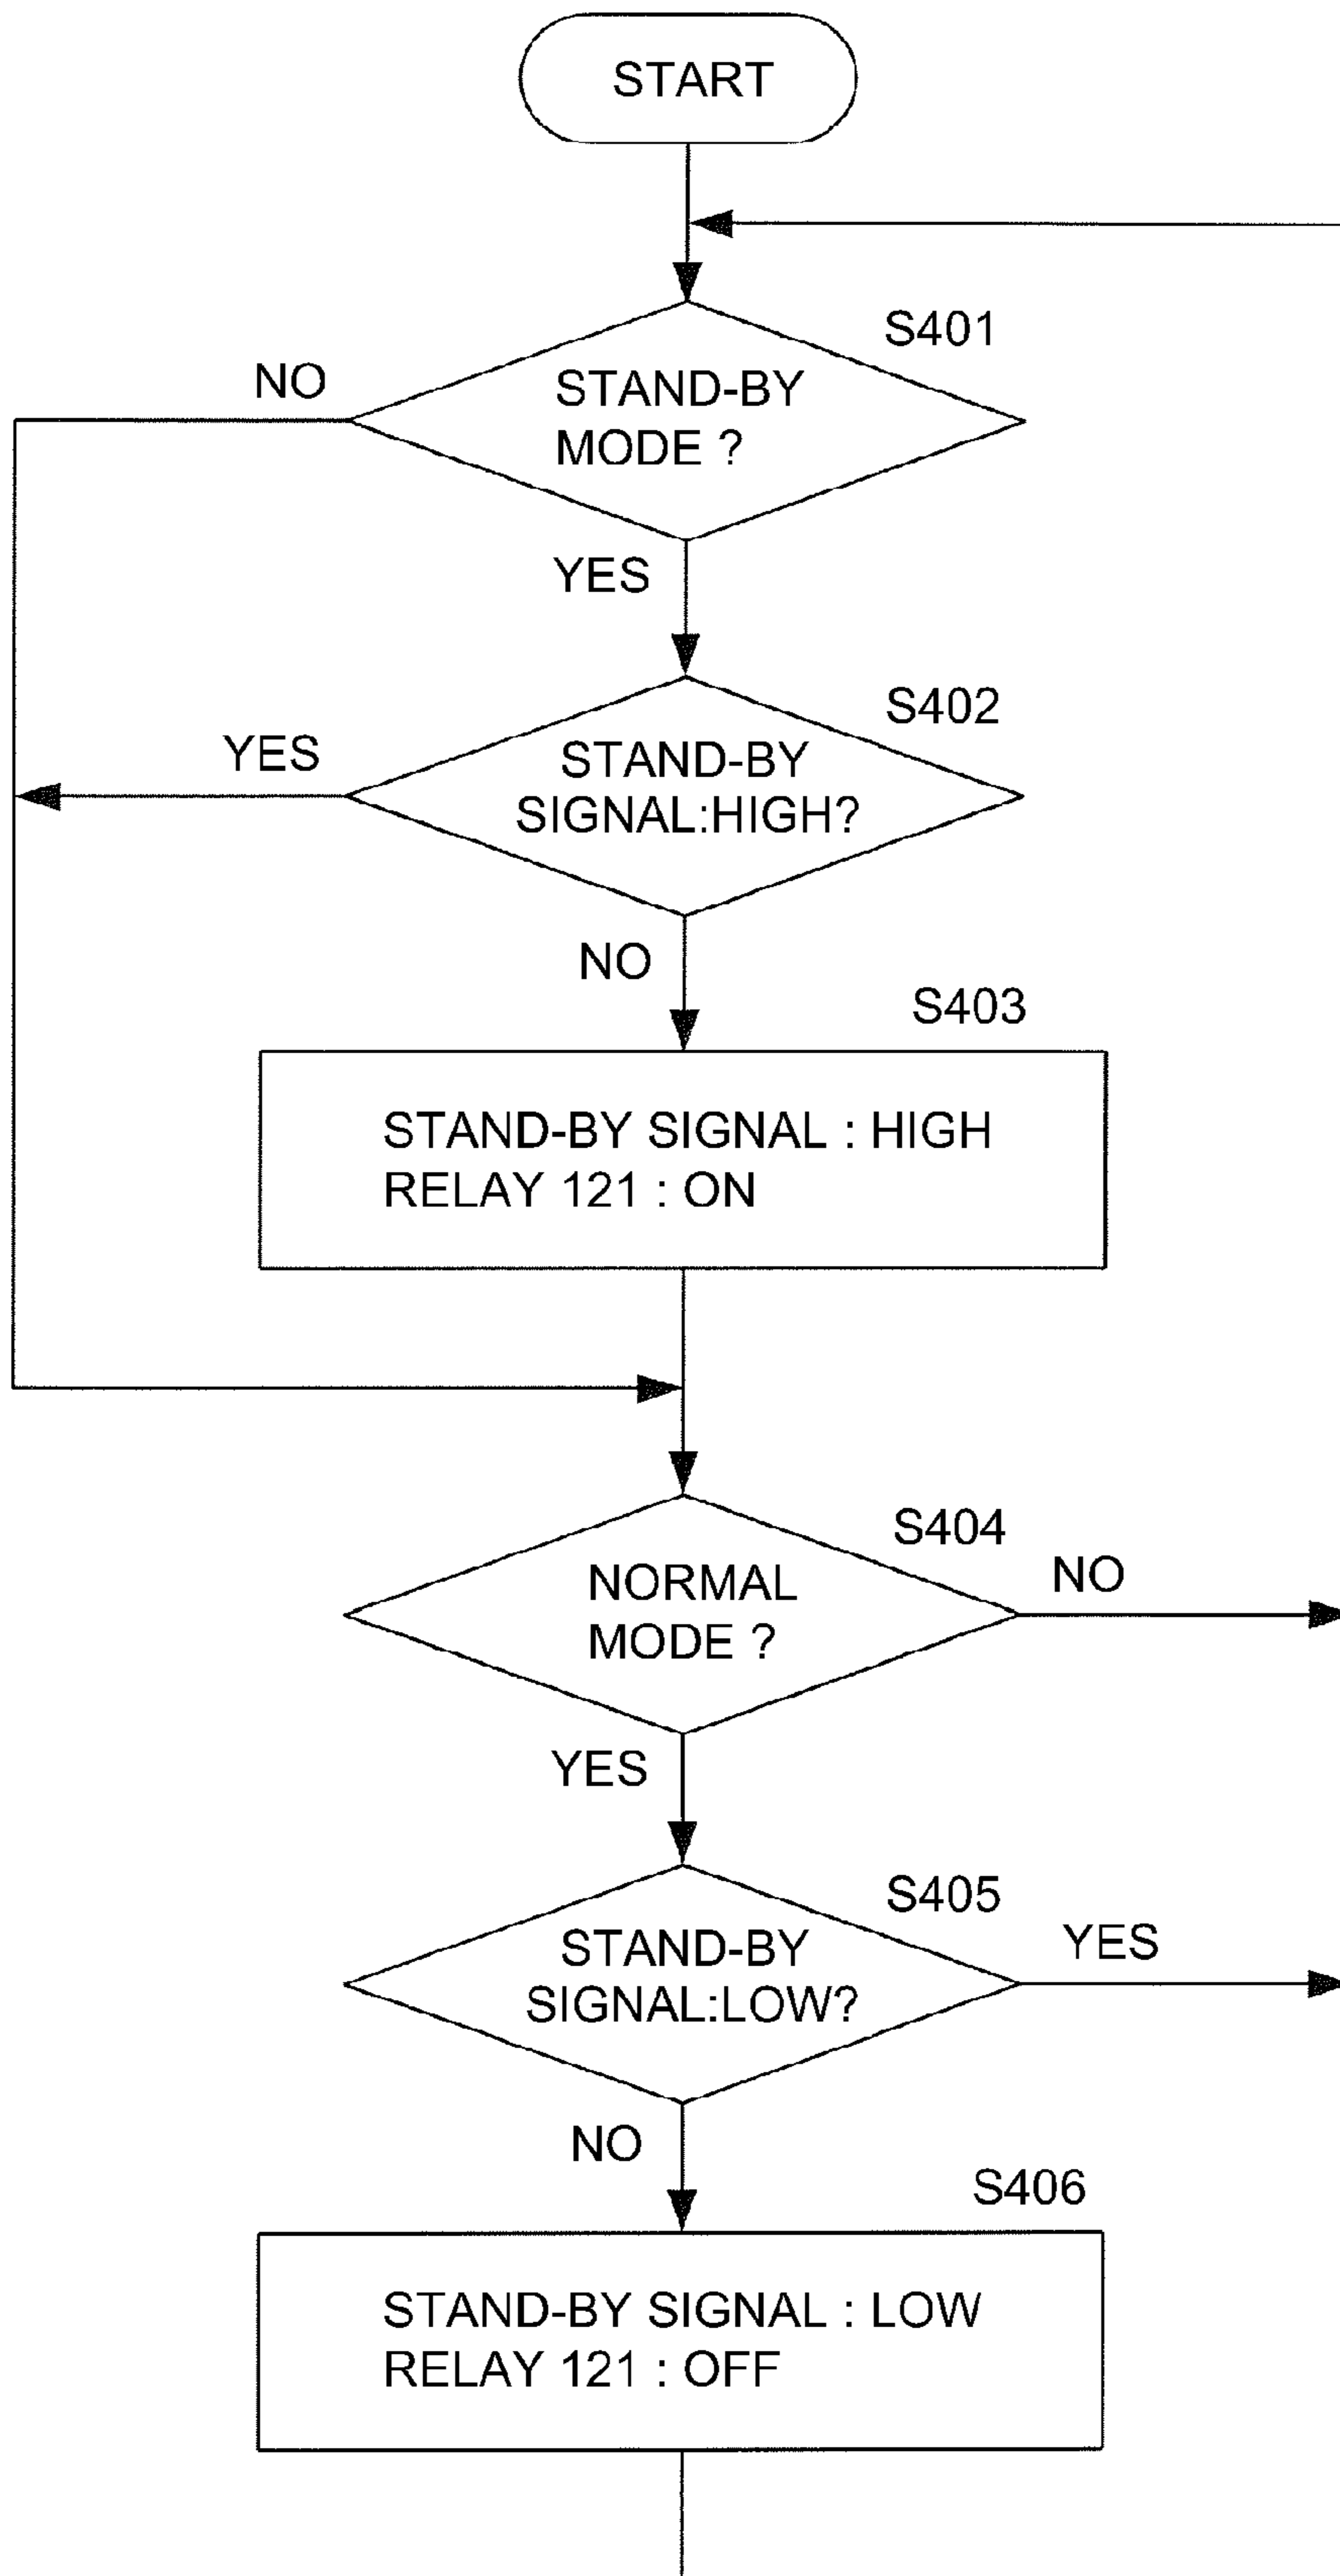 START
S401
NO
STAND-BY
MODE ?
YES
S402
YES
STAND-BY
SIGNAL:HIGH?
NO
S403
STAND-BY SIGNAL : HIGH
RELAY 121 : ON
S404
NO
NORMAL
MODE ?
YES
S405
YES
STAND-BY
SIGNAL:LOW?
NO
S406
STAND-BY SIGNAL : LOW
RELAY 121 : OFF